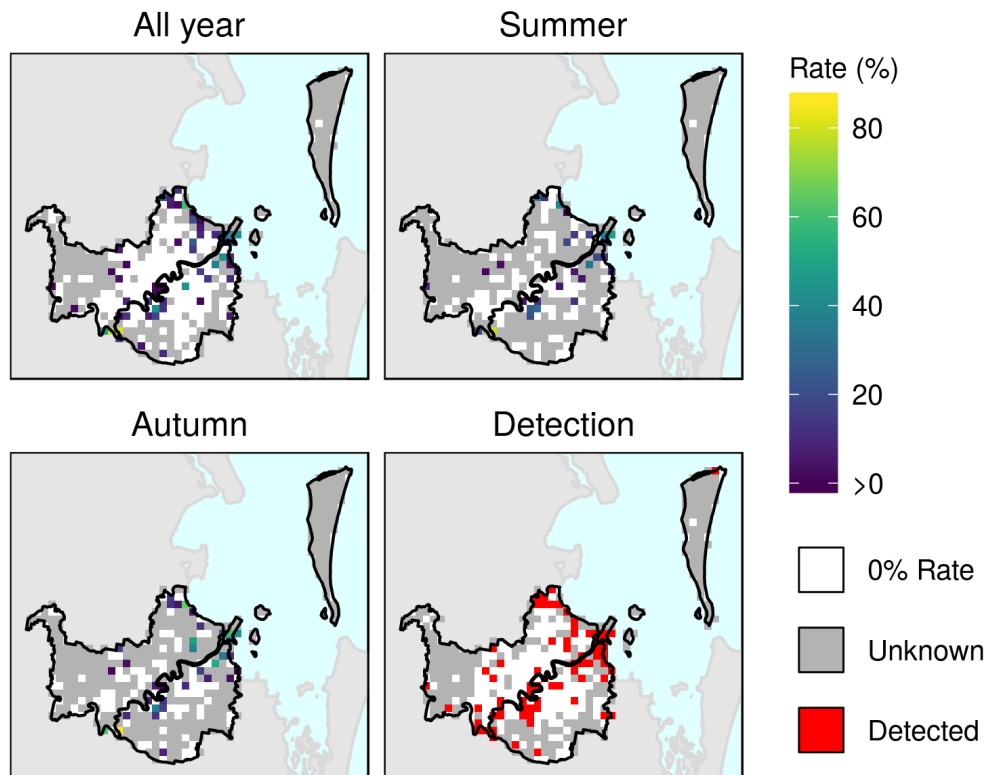 All year
Summer
Rate (%)
80
60
40
20
>0
Autumn
Detection
0% Rate
Unknown
Detected